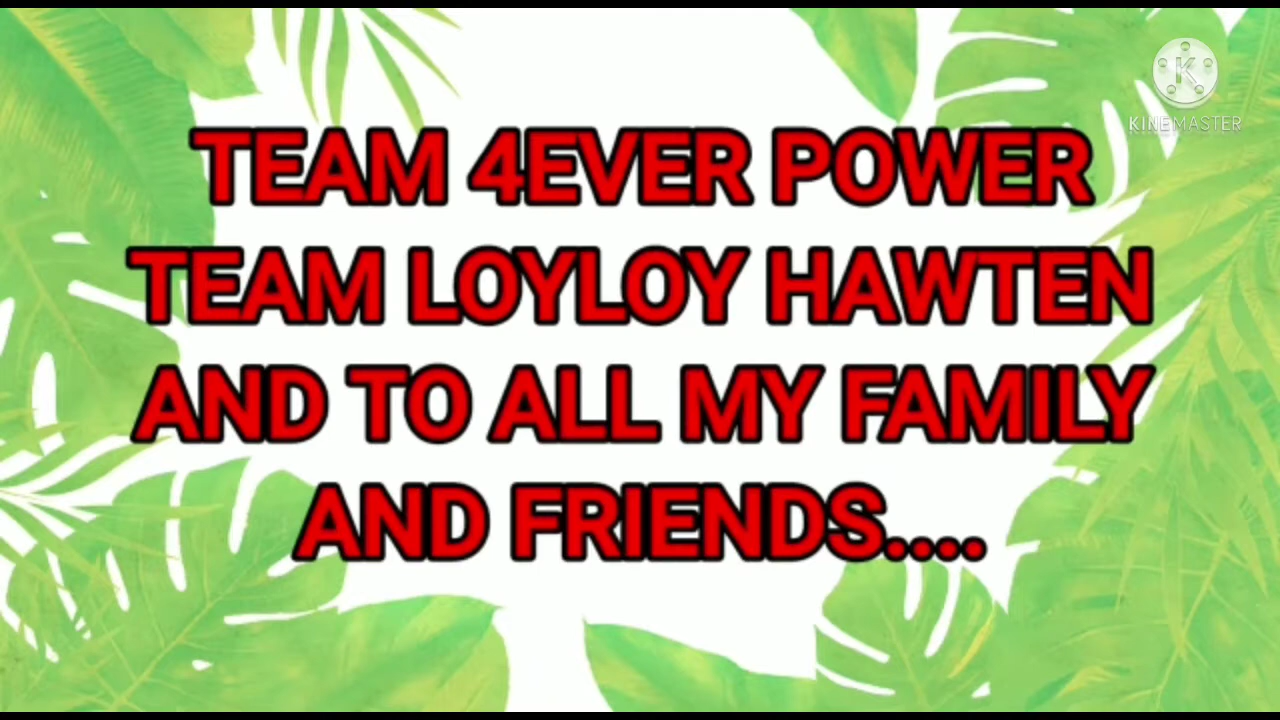 KINEMASTER
TEAM 4EVER POWER
TEAM LOYLOY HAWTEN
AND TO ALL MY FAMILY
AND FRIENDS....